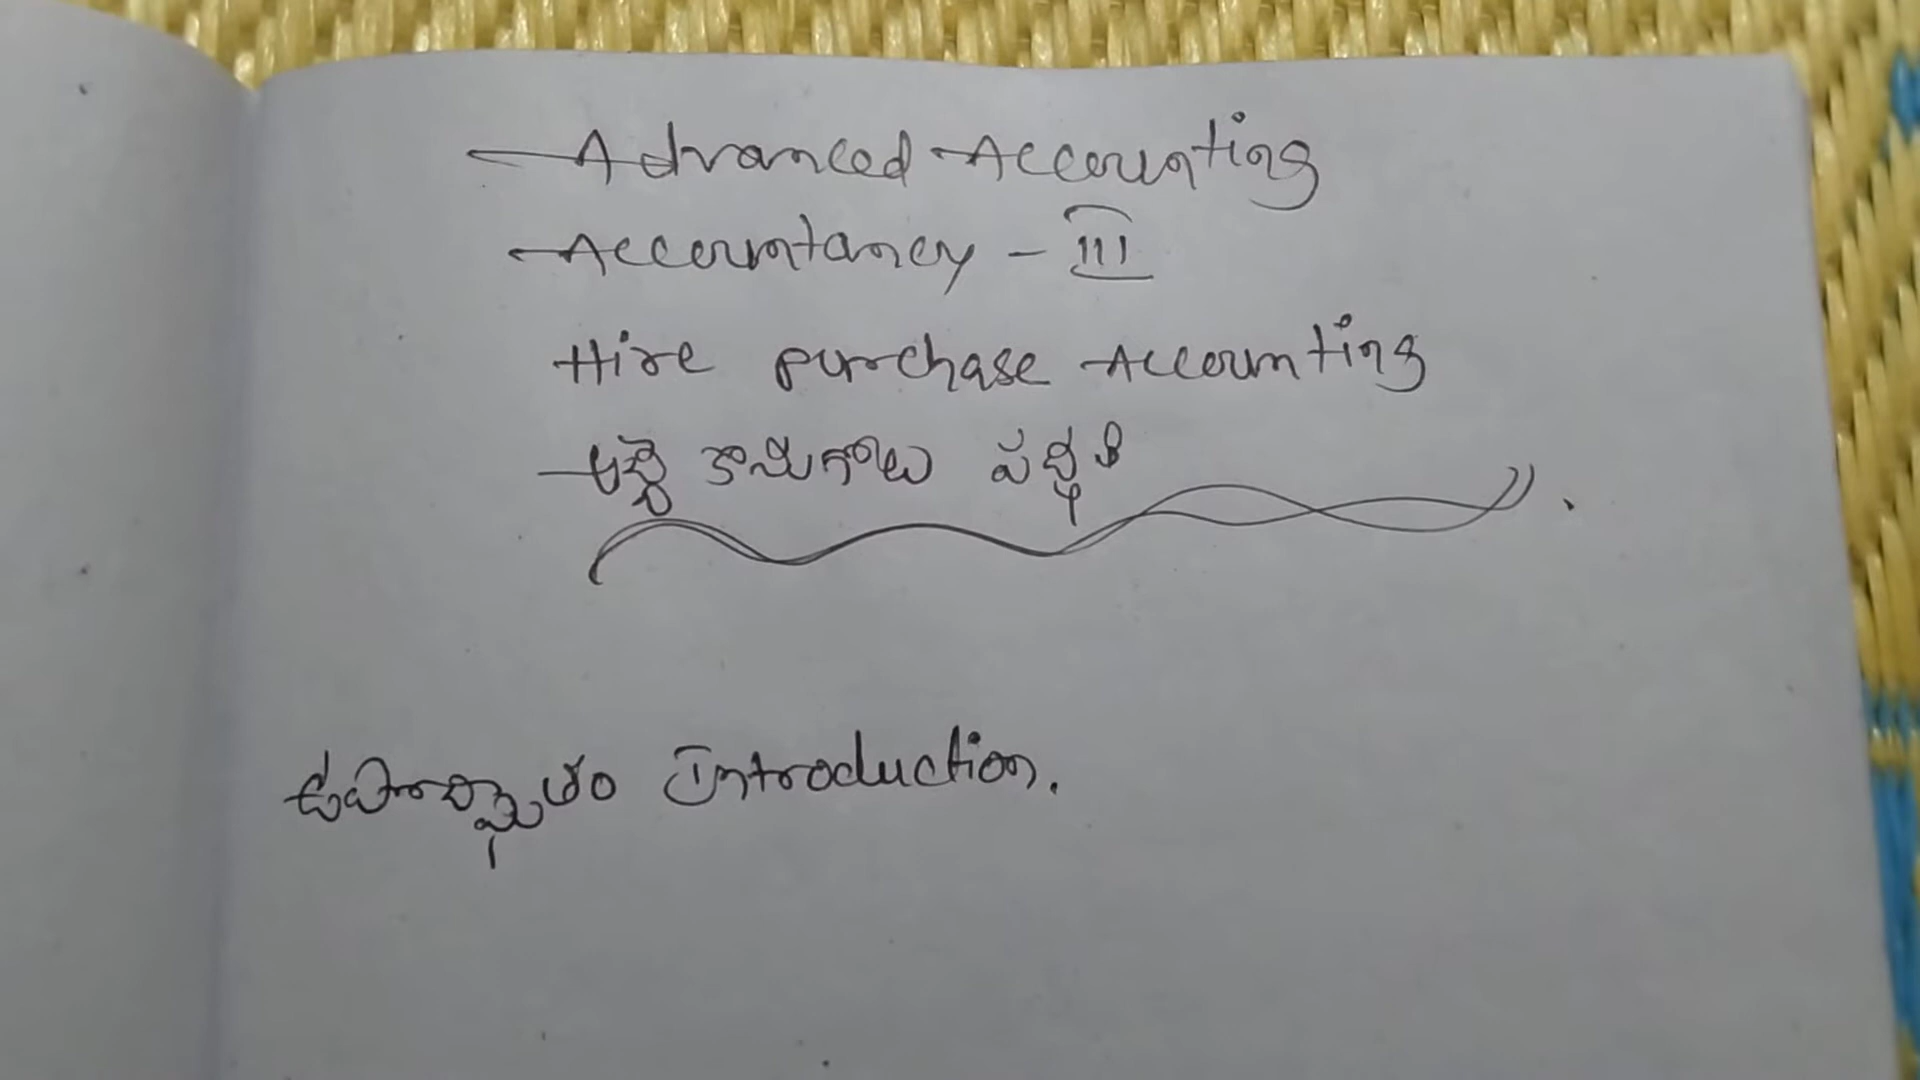 Advanced Accounting
Accountancy - III
Hire purchase Accounting
అద్దె కొనుగోలు పద్ధతి
ఉపోద్ఘాతం Introduction.